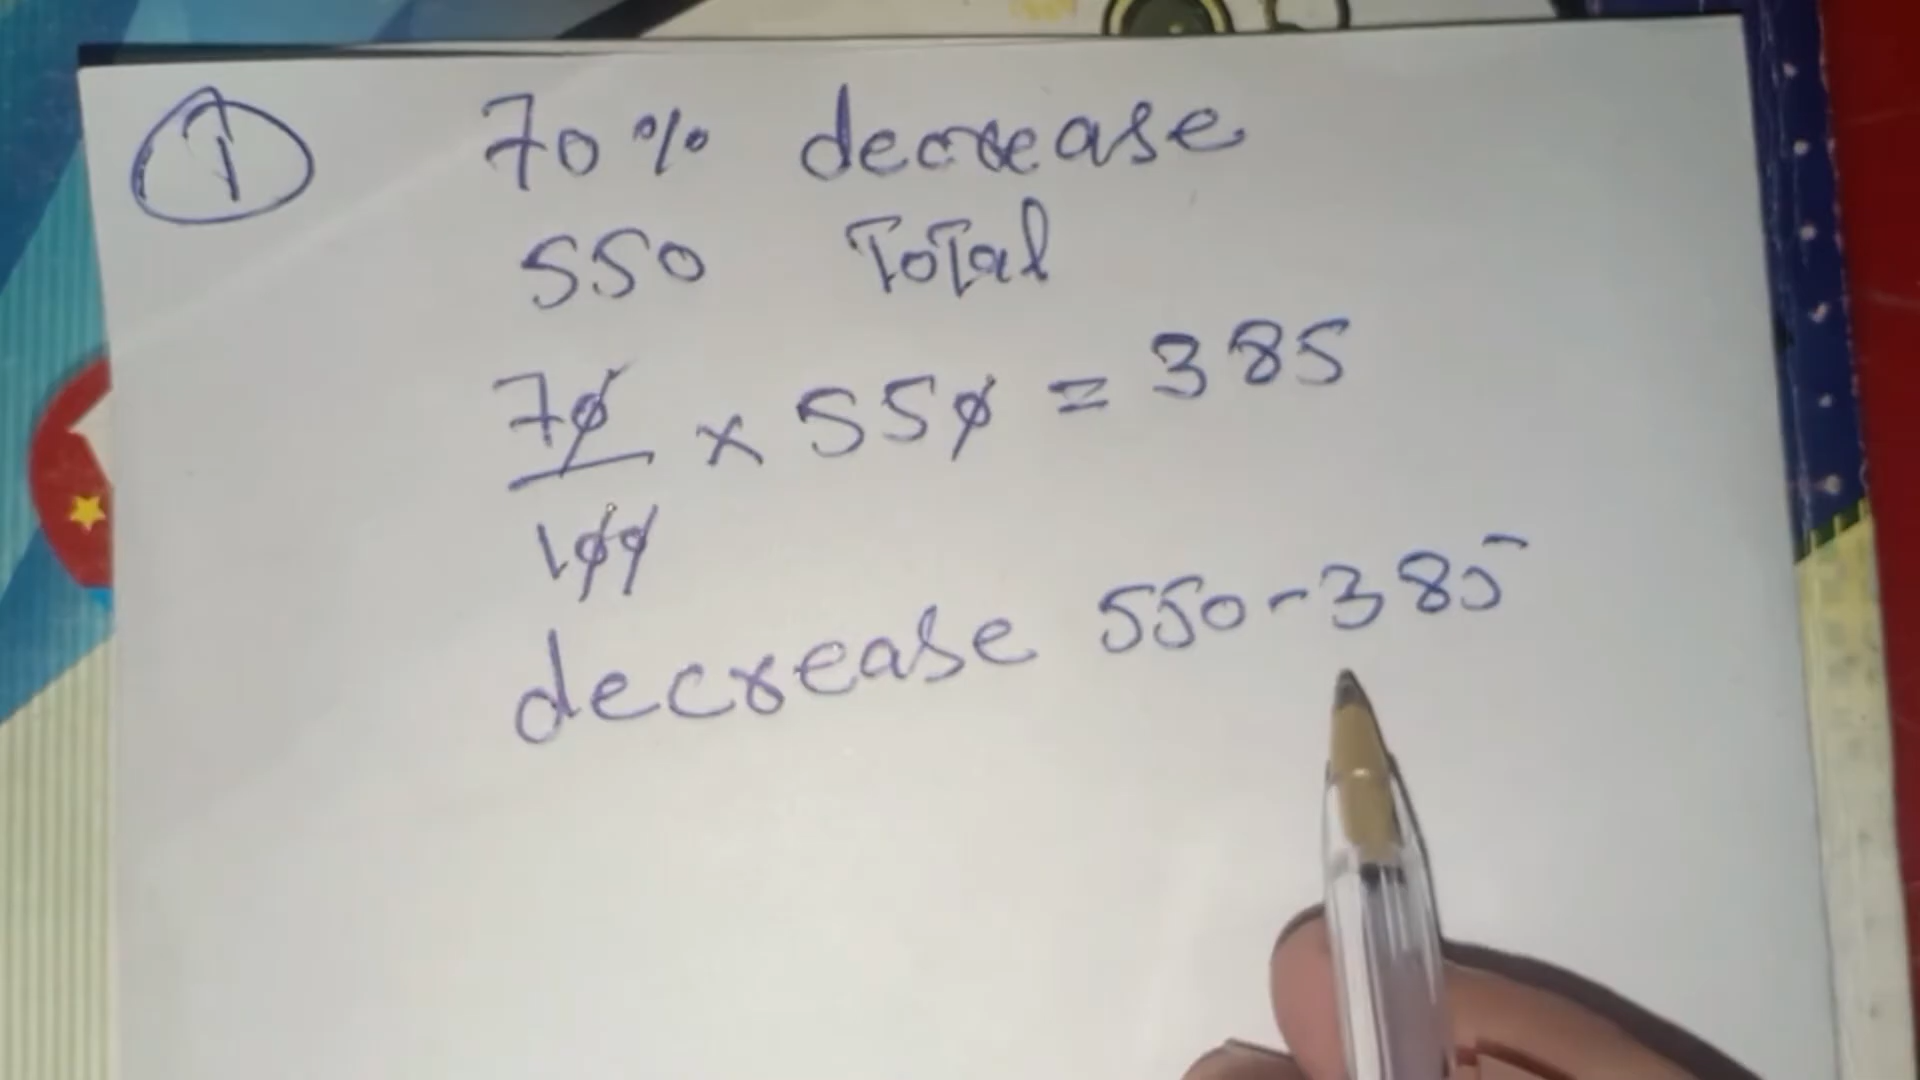 1 70% decrease
550 Total
70/100 × 550 = 385
decrease 550-385